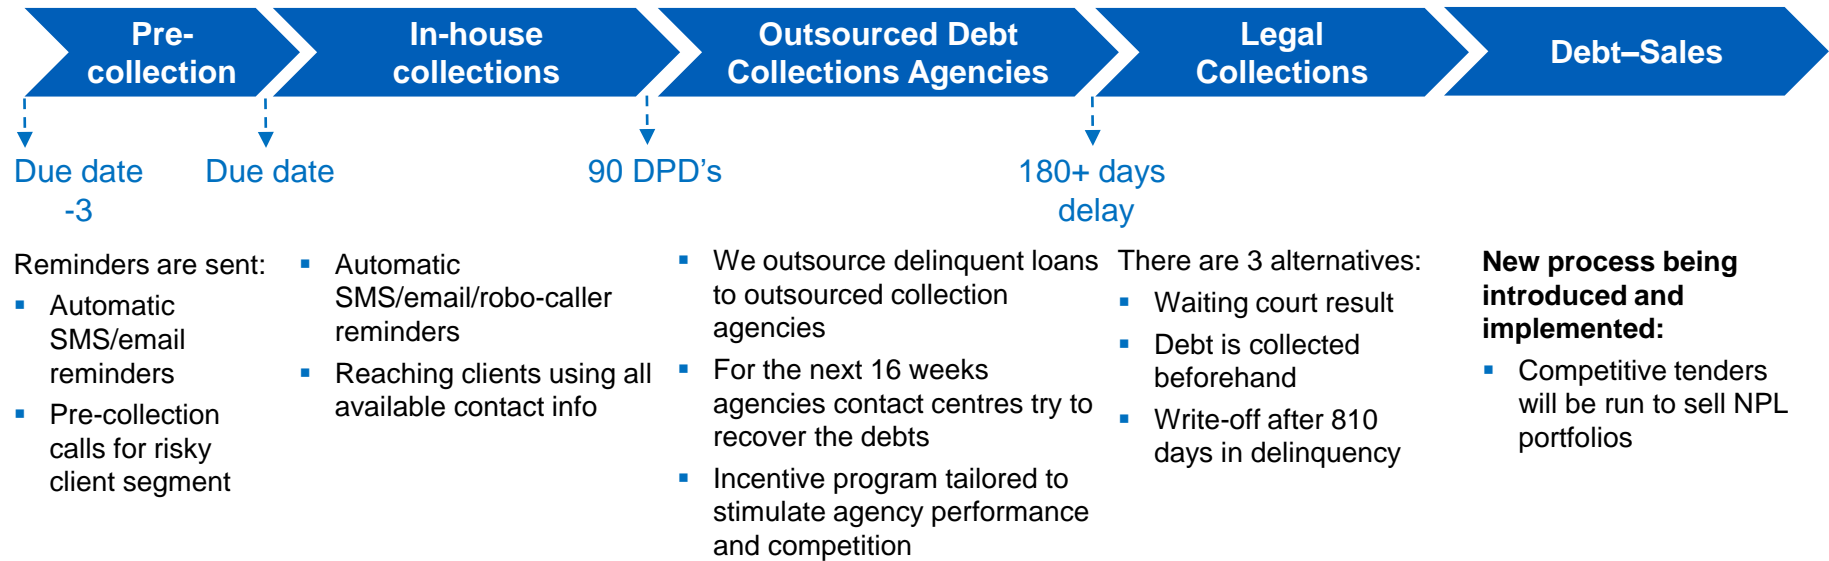 Pre-
collection
In-house
collections
Outsourced Debt
Collections Agencies
Legal
Collections
Debt–Sales
Due date
-3
Due date
90 DPD's
180+ days
delay
Reminders are sent:
▪ Automatic
SMS/email
reminders
▪ Pre-collection
calls for risky
client segment
▪ Automatic
SMS/email/robo-caller
reminders
▪ Reaching clients using all
available contact info
▪ We outsource delinquent loans
to outsourced collection
agencies
▪ For the next 16 weeks
agencies contact centres try to
recover the debts
▪ Incentive program tailored to
stimulate agency performance
and competition
There are 3 alternatives:
▪ Waiting court result
▪ Debt is collected
beforehand
▪ Write-off after 810
days in delinquency
New process being
introduced and
implemented:
▪ Competitive tenders
will be run to sell NPL
portfolios